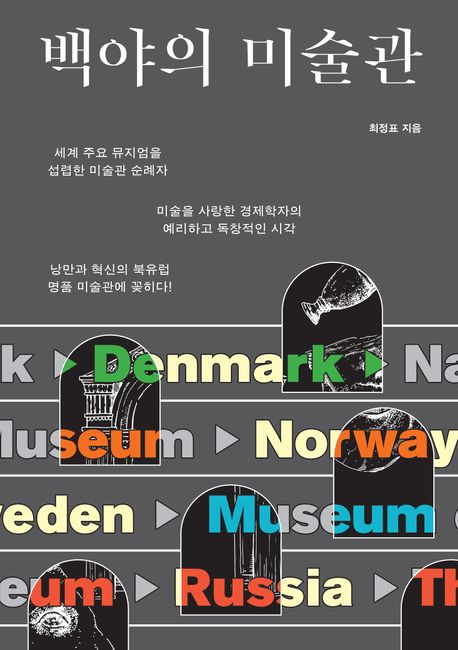 백야의 미술관
최정표 지음
세계 주요 뮤지엄을
섭렵한 미술관 순례자
미술을 사랑한 경제학자의
예리하고 독창적인 시각
낭만과 혁신의 북유럽
명품 미술관에 꽂히다!
k ▶ Denmark ▶ Na
Museum ▶ Norway
veden ▶ Museum
eum ▶ Russia ▶ Th